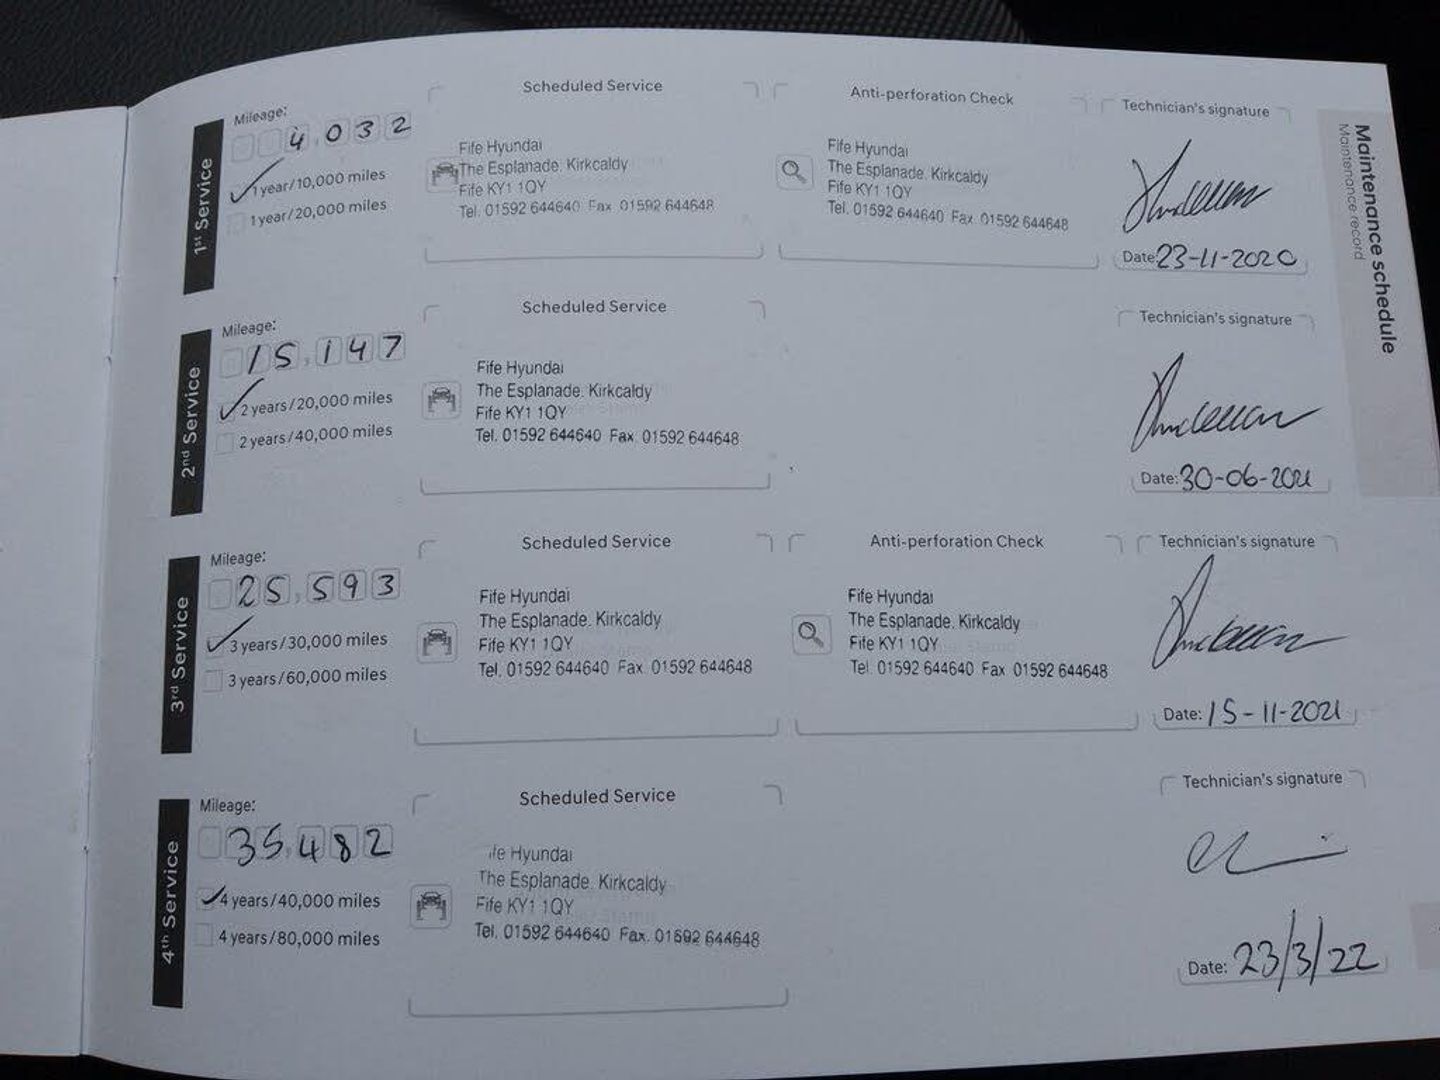 Maintenance schedule
Maintenance record
1st Service
Mileage:
4,032
1 year/10,000 miles
1 year/20,000 miles
Scheduled Service
Fife Hyundai
The Esplanade. Kirkcaldy
Fife KY1 1QY
Tel. 01592 644640 Fax 01592 644648
Anti-perforation Check
Fife Hyundai
The Esplanade. Kirkcaldy
Fife KY1 1QY
Tel. 01592 644640 Fax 01592 644648
Technician's signature
Date: 23-11-2020
2nd Service
Mileage:
15,147
2 years/20,000 miles
2 years/40,000 miles
Scheduled Service
Fife Hyundai
The Esplanade. Kirkcaldy
Fife KY1 1QY
Tel. 01592 644640 Fax 01592 644648
Technician's signature
Date: 30-06-2021
3rd Service
Mileage:
25,593
3 years/30,000 miles
3 years/60,000 miles
Scheduled Service
Fife Hyundai
The Esplanade. Kirkcaldy
Fife KY1 1QY
Tel. 01592 644640 Fax 01592 644648
Anti-perforation Check
Fife Hyundai
The Esplanade. Kirkcaldy
Fife KY1 1QY
Tel. 01592 644640 Fax 01592 644648
Technician's signature
Date: 15-11-2021
4th Service
Mileage:
35,482
4 years/40,000 miles
4 years/80,000 miles
Scheduled Service
ife Hyundai
The Esplanade. Kirkcaldy
Fife KY1 1QY
Tel. 01592 644640 Fax. 01592 644648
Technician's signature
Date: 23/3/22